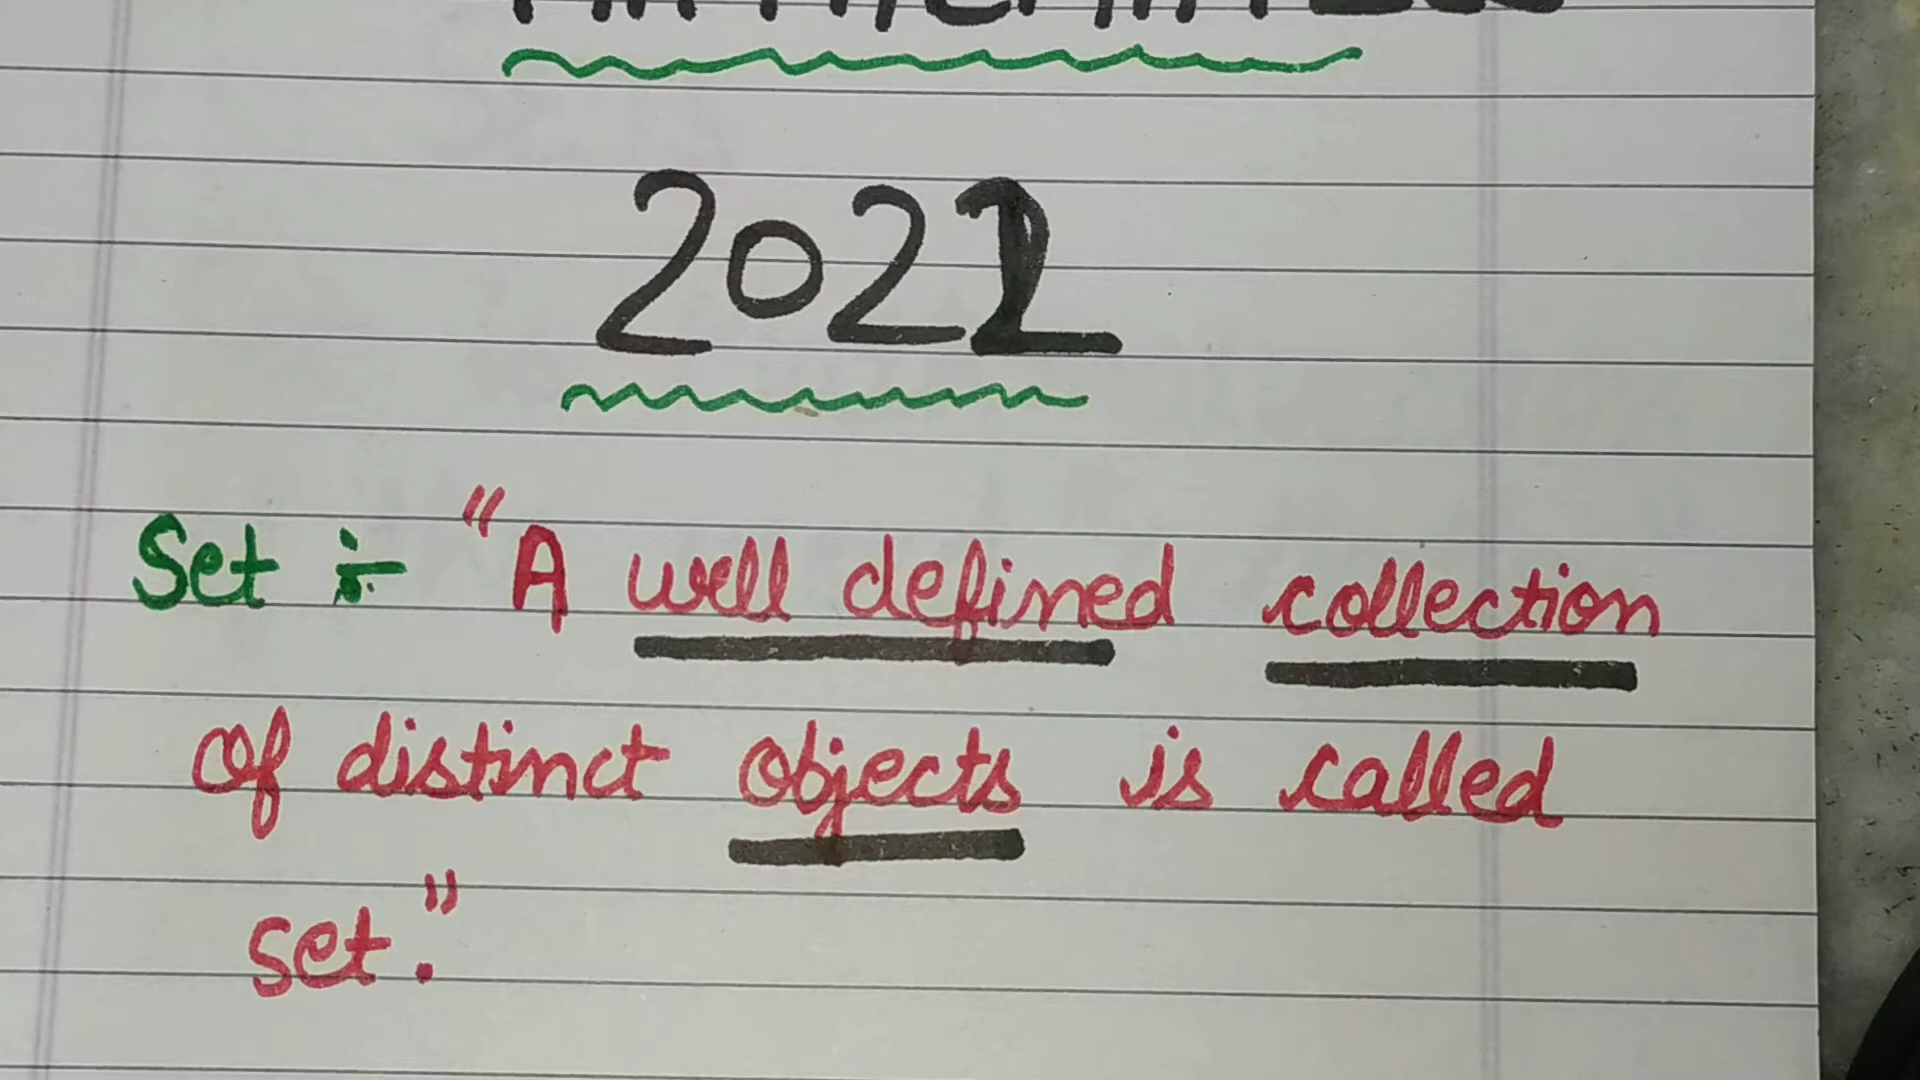 2022
Set :- "A well defined collection
of distinct objects is called
set."